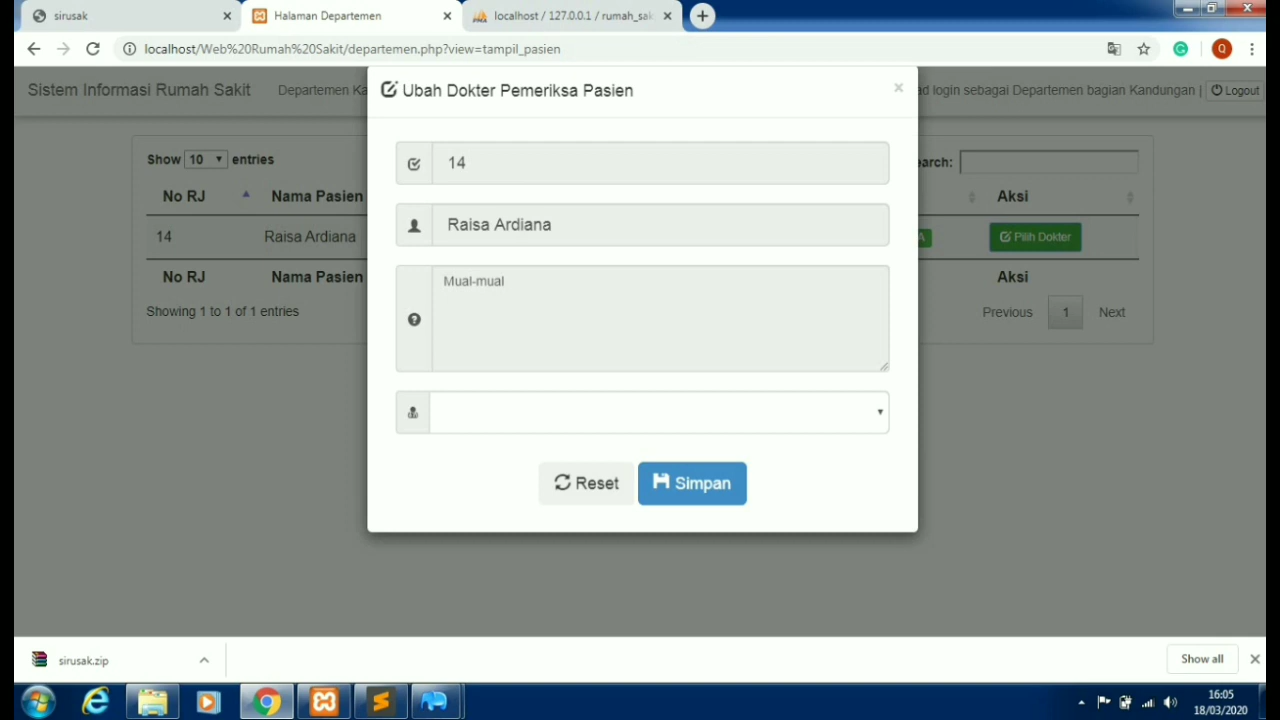 sirusak
Halaman Departemen
localhost / 127.0.0.1 / rumah_sak
localhost/Web%20Rumah%20Sakit/departemen.php?view=tampil_pasien
Q
Sistem Informasi Rumah Sakit
Departemen Ka
login sebagai Departemen bagian Kandungan |
Logout
Ubah Dokter Pemeriksa Pasien
×
Show 10 entries
arch:
No RJ
Nama Pasien
Aksi
14
Raisa Ardiana
A
Pilih Dokter
No RJ
Nama Pasien
Aksi
Showing 1 to 1 of 1 entries
Previous
1
Next
14
Raisa Ardiana
Mual-mual
Reset
Simpan
sirusak.zip
Show all
16:05
18/03/2020